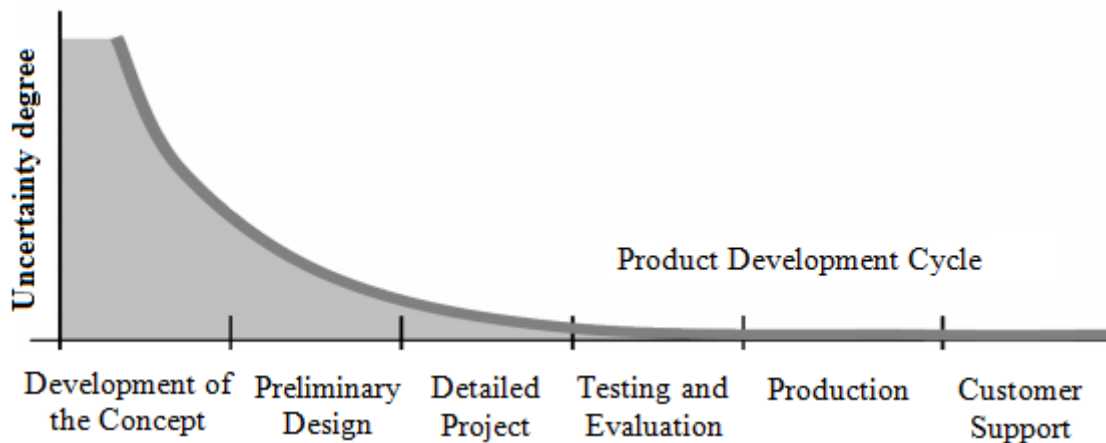 Uncertainty degree
Product Development Cycle
Development of
the Concept
Preliminary
Design
Detailed
Project
Testing and
Evaluation
Production
Customer
Support